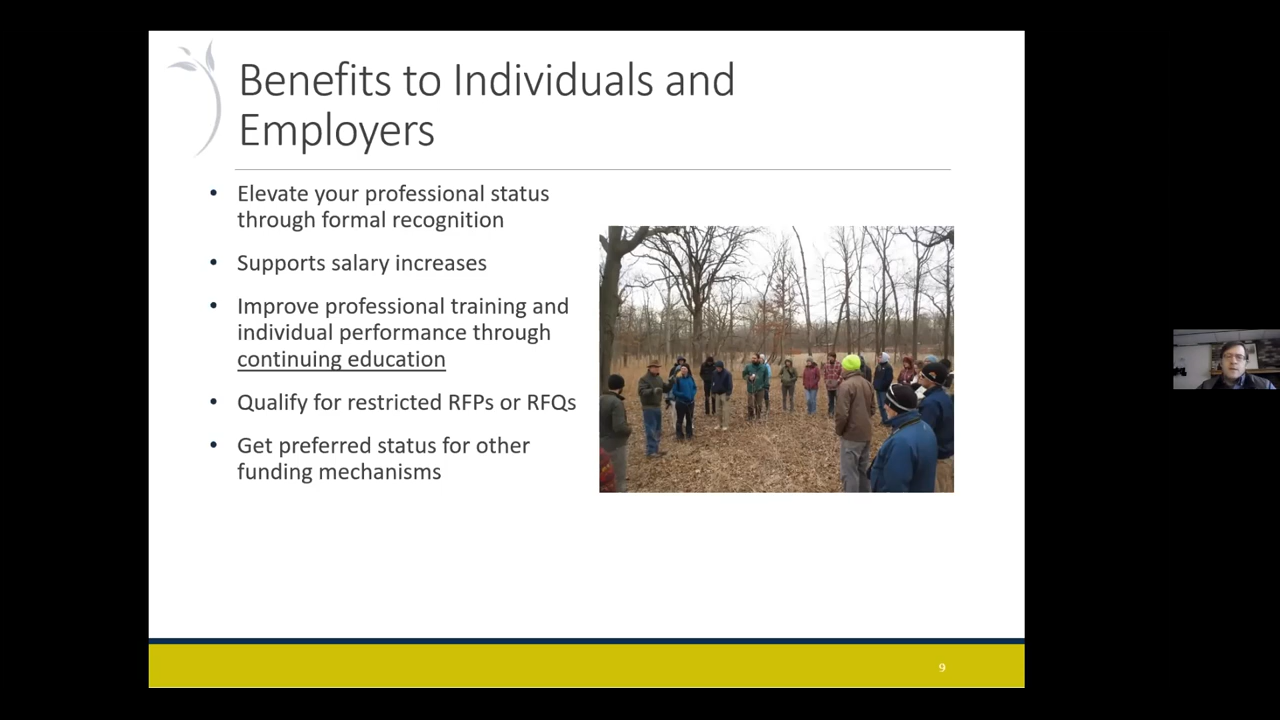 Benefits to Individuals and
Employers
• Elevate your professional status
through formal recognition
• Supports salary increases
• Improve professional training and
individual performance through
continuing education
• Qualify for restricted RFPs or RFQs
• Get preferred status for other
funding mechanisms
9